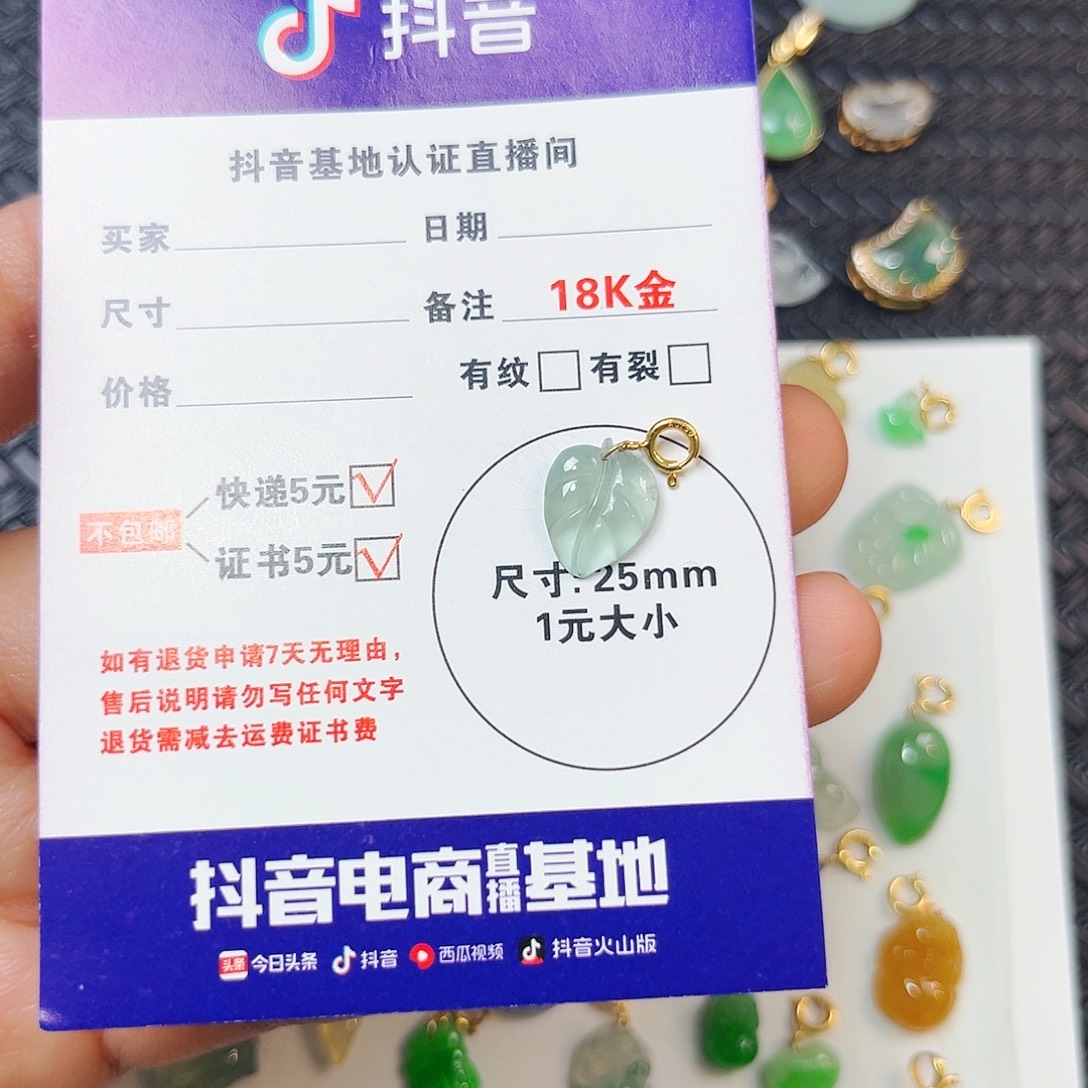 抖音
抖音基地认证直播间
买家 日期
尺寸 备注 18K金
价格 有纹 有裂
不包邮 快递5元
证书5元
尺寸: 25mm
1元大小
如有退货申请7天无理由，
售后说明请勿写任何文字
退货需减去运费证书费
抖音电商直播基地
头条 今日头条 抖音 西瓜视频 抖音火山版